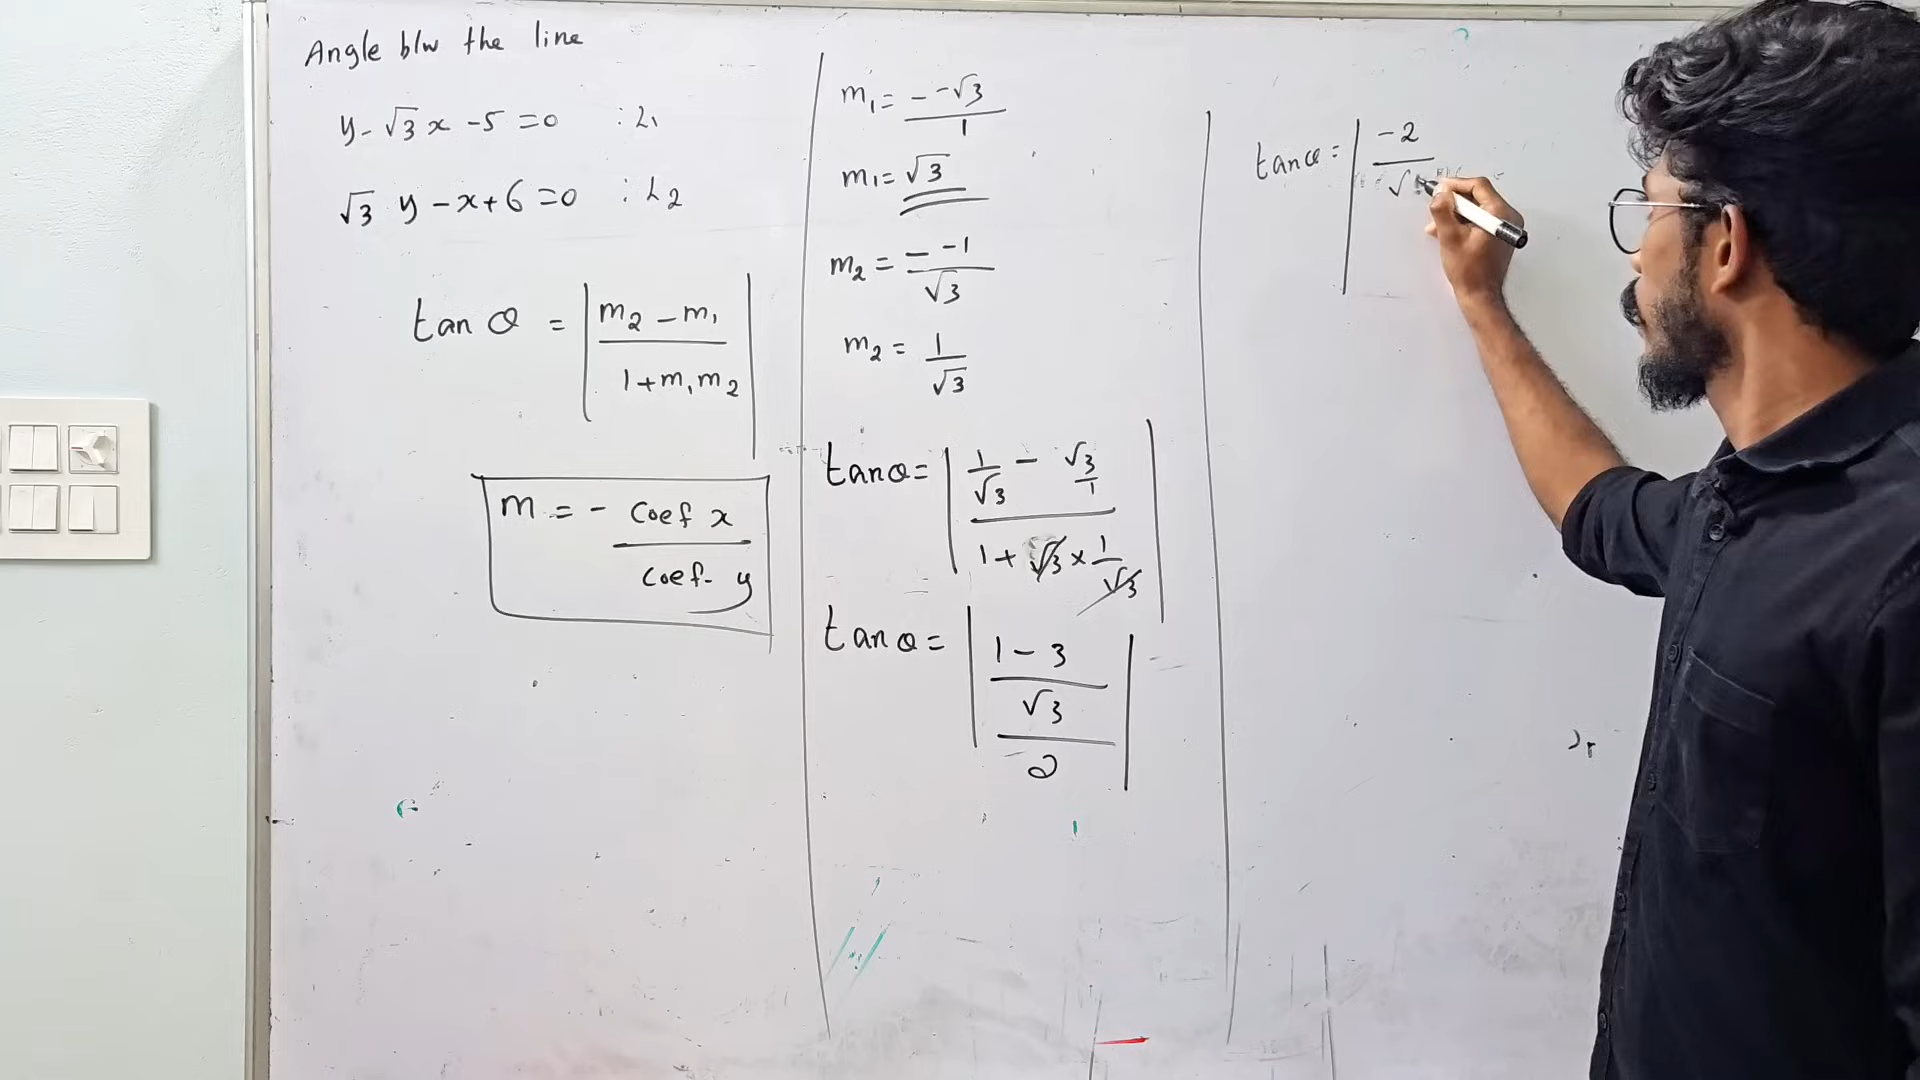 Angle b/w the line
y - √3 x - 5 = 0 : L₁
√3 y - x + 6 = 0 : L₂
tan θ = | (m₂ - m₁) / (1 + m₁ m₂) |
m = - coef x / coef. y
m₁ = - -√3 / 1
m₁ = √3
m₂ = - -1 / √3
m₂ = 1 / √3
tan θ = | (1/√3 - √3/1) / (1 + √3 × 1/√3) |
tan θ = | ((1 - 3) / √3) / 2 |
tan θ = | -2 / √